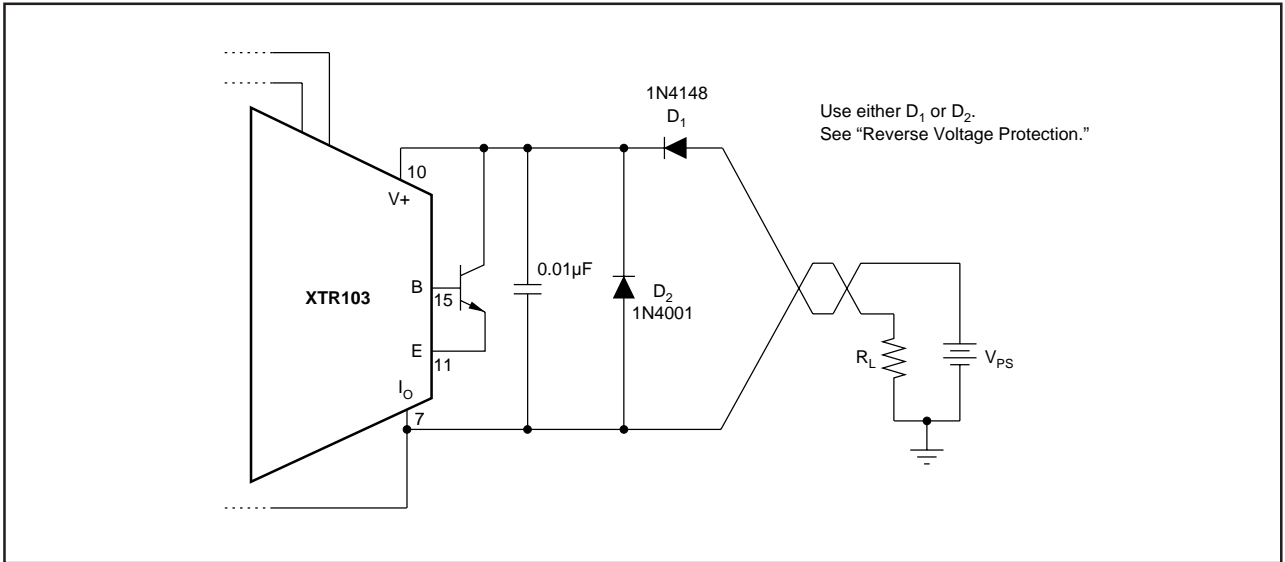 1N4148
D1
Use either D1 or D2.
See “Reverse Voltage Protection.”
10
V+
0.01µF
B
15
XTR103
D2
1N4001
E
11
RL
VPS
IO
7